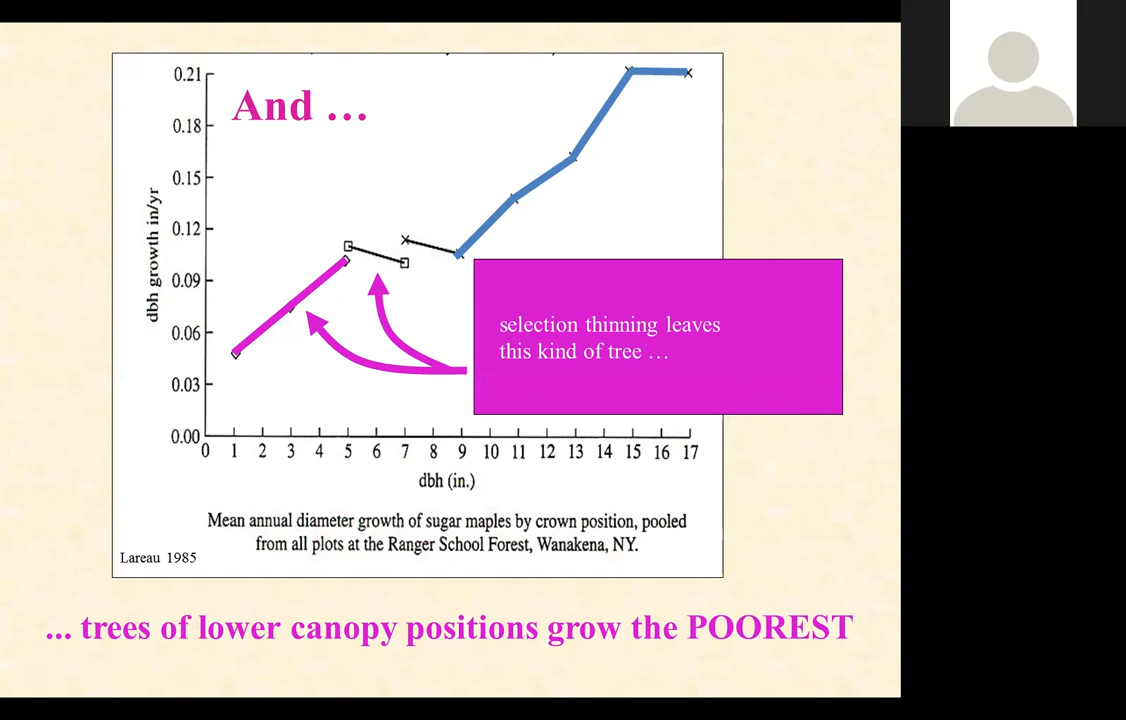 And …
0.21
0.18
0.15
0.12
0.09
0.06
0.03
0.00
dbh growth in/yr
0 1 2 3 4 5 6 7 8 9 10 11 12 13 14 15 16 17
dbh (in.)
selection thinning leaves
this kind of tree …
Mean annual diameter growth of sugar maples by crown position, pooled
from all plots at the Ranger School Forest, Wanakena, NY.
Lareau 1985
... trees of lower canopy positions grow the POOREST